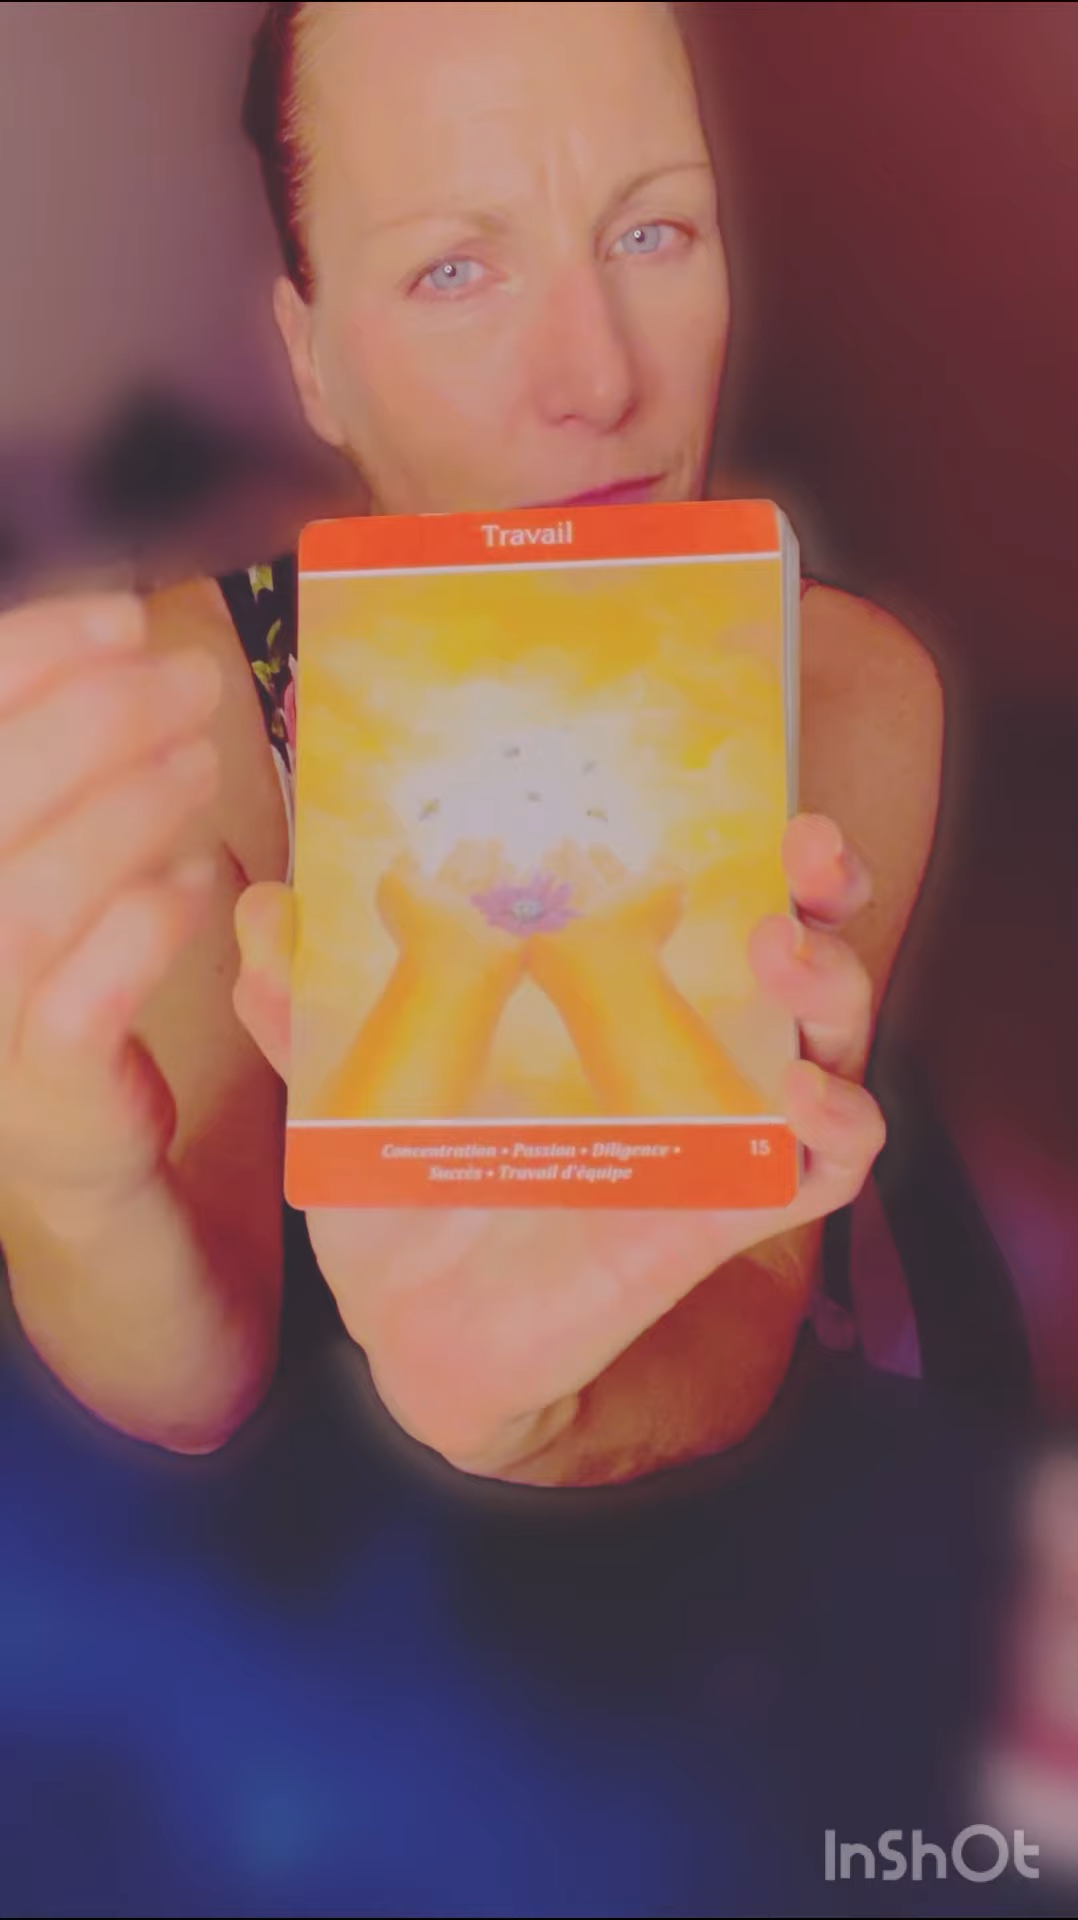 Travail
Concentration • Passion • Diligence •
Succès • Travail d'équipe
15
InShOt